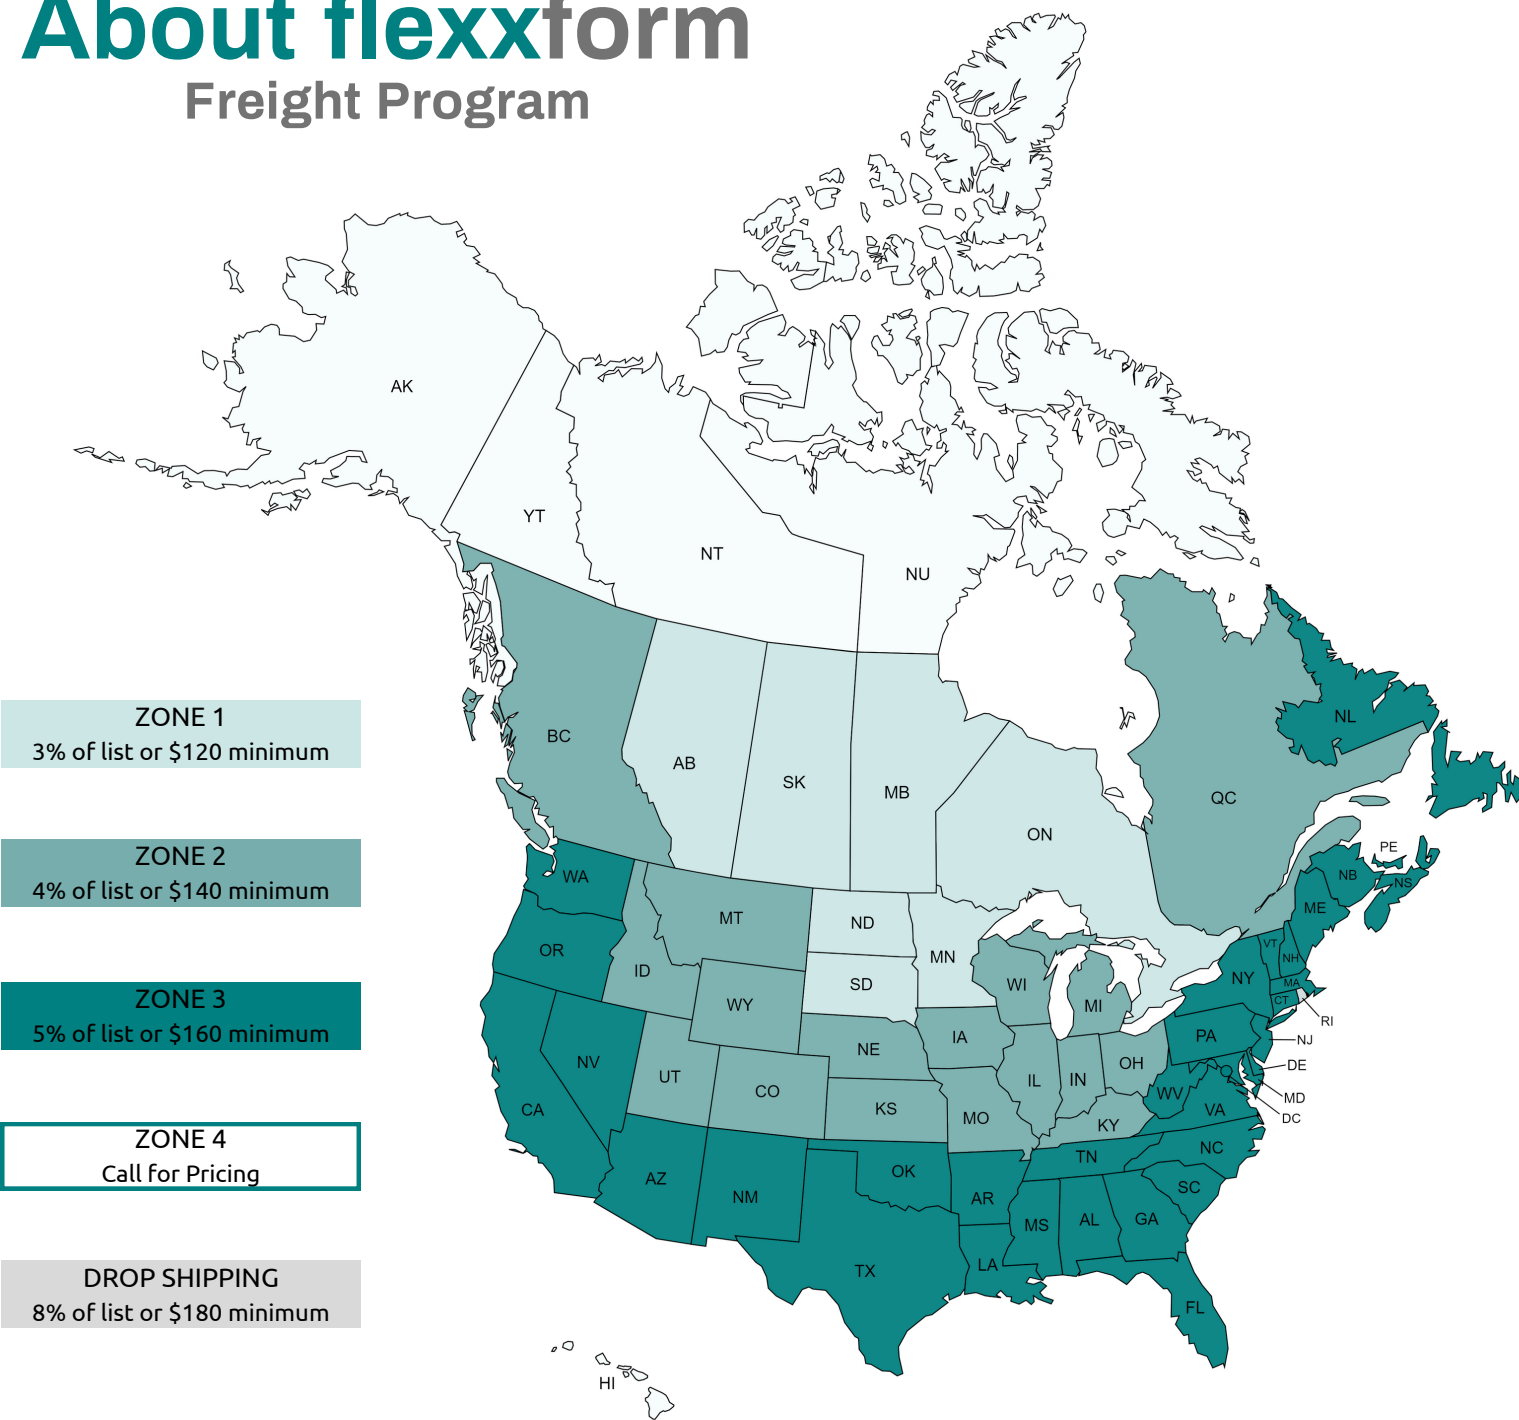 About flexxform
Freight Program
AK
YT
NT
NU
ZONE 1
3% of list or $120 minimum
ZONE 2
4% of list or $140 minimum
ZONE 3
5% of list or $160 minimum
ZONE 4
Call for Pricing
DROP SHIPPING
8% of list or $180 minimum
BC
AB
SK
MB
ON
QC
NL
PE
NB
NS
ME
WA
MT
ND
MN
OR
ID
SD
WI
MI
NY
VT
NH
MA
CT
RI
WY
NE
IA
PA
NJ
NV
UT
CO
KS
MO
IL
IN
OH
WV
VA
DE
MD
DC
CA
KY
AZ
NM
OK
AR
TN
NC
SC
MS
AL
GA
TX
LA
FL
HI